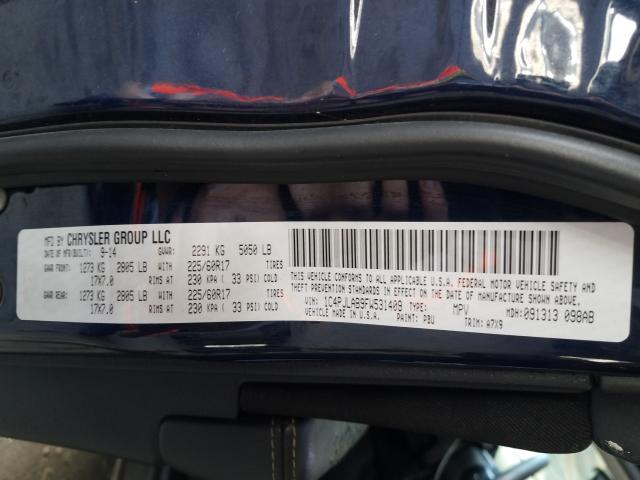 MFD BY CHRYSLER GROUP LLC
DATE OF MFR(BUILT): 9-14 GVWR: 2291 KG 5050 LB
GAWR FRONT: 1273 KG 2805 LB WITH 225/60R17 TIRES
17X7.0 RIMS AT 230 KPA ( 33 PSI) COLD
GAWR REAR: 1273 KG 2805 LB WITH 225/60R17 TIRES
17X7.0 RIMS AT 230 KPA ( 33 PSI) COLD
THIS VEHICLE CONFORMS TO ALL APPLICABLE U.S.A. FEDERAL MOTOR VEHICLE SAFETY AND
THEFT PREVENTION STANDARDS IN EFFECT ON THE DATE OF MANUFACTURE SHOWN ABOVE.
VIN: 1C4PJLAB9FW531409 TYPE: MPV MDH: 091313 098AB
VEHICLE MADE IN U.S.A. PAINT: PBU TRIM: A7X9